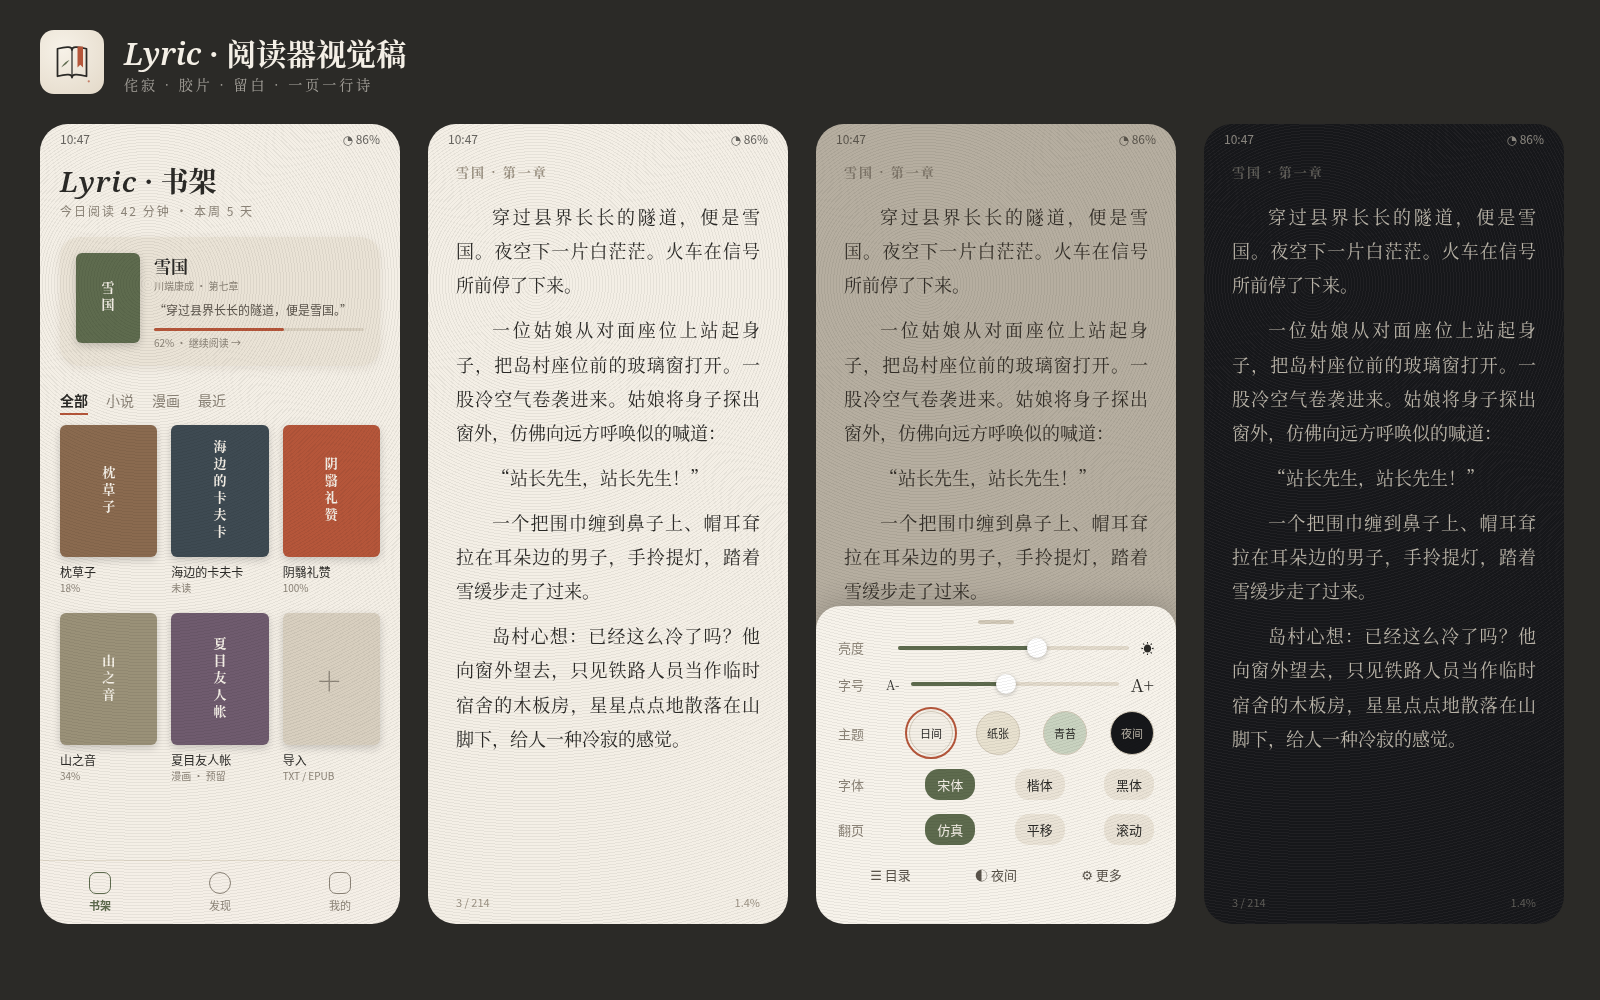 Lyric · 阅读器视觉稿
侘寂 · 胶片 · 留白 · 一页一行诗
10:47
86%
Lyric · 书架
今日阅读 42 分钟 · 本周 5 天
雪国
雪国
川端康成 · 第七章
“穿过县界长长的隧道，便是雪国。”
62% · 继续阅读 →
全部 小说 漫画 最近
枕草子
海边的卡夫卡
阴翳礼赞
枕草子
18%
海边的卡夫卡
未读
阴翳礼赞
100%
山之音
夏目友人帐
山之音
34%
夏目友人帐
漫画 · 预留
导入
TXT / EPUB
书架
发现
我的
10:47
86%
雪国 · 第一章
穿过县界长长的隧道，便是雪
国。夜空下一片白茫茫。火车在信号
所前停了下来。
一位姑娘从对面座位上站起身
子，把岛村座位前的玻璃窗打开。一
股冷空气卷袭进来。姑娘将身子探出
窗外，仿佛向远方呼唤似的喊道：
“站长先生，站长先生！”
一个把围巾缠到鼻子上、帽耳耷
拉在耳朵边的男子，手拎提灯，踏着
雪缓步走了过来。
岛村心想：已经这么冷了吗？他
向窗外望去，只见铁路人员当作临时
宿舍的木板房，星星点点地散落在山
脚下，给人一种冷寂的感觉。
3 / 214
1.4%
10:47
86%
雪国 · 第一章
穿过县界长长的隧道，便是雪
国。夜空下一片白茫茫。火车在信号
所前停了下来。
一位姑娘从对面座位上站起身
子，把岛村座位前的玻璃窗打开。一
股冷空气卷袭进来。姑娘将身子探出
窗外，仿佛向远方呼唤似的喊道：
“站长先生，站长先生！”
一个把围巾缠到鼻子上、帽耳耷
拉在耳朵边的男子，手拎提灯，踏着
雪缓步走了过来。
亮度
字号 A- A+
主题 日间 纸张 青苔 夜间
字体 宋体 楷体 黑体
翻页 仿真 平移 滚动
☰ 目录 ◐ 夜间 ⚙ 更多
10:47
86%
雪国 · 第一章
穿过县界长长的隧道，便是雪
国。夜空下一片白茫茫。火车在信号
所前停了下来。
一位姑娘从对面座位上站起身
子，把岛村座位前的玻璃窗打开。一
股冷空气卷袭进来。姑娘将身子探出
窗外，仿佛向远方呼唤似的喊道：
“站长先生，站长先生！”
一个把围巾缠到鼻子上、帽耳耷
拉在耳朵边的男子，手拎提灯，踏着
雪缓步走了过来。
岛村心想：已经这么冷了吗？他
向窗外望去，只见铁路人员当作临时
宿舍的木板房，星星点点地散落在山
脚下，给人一种冷寂的感觉。
3 / 214
1.4%